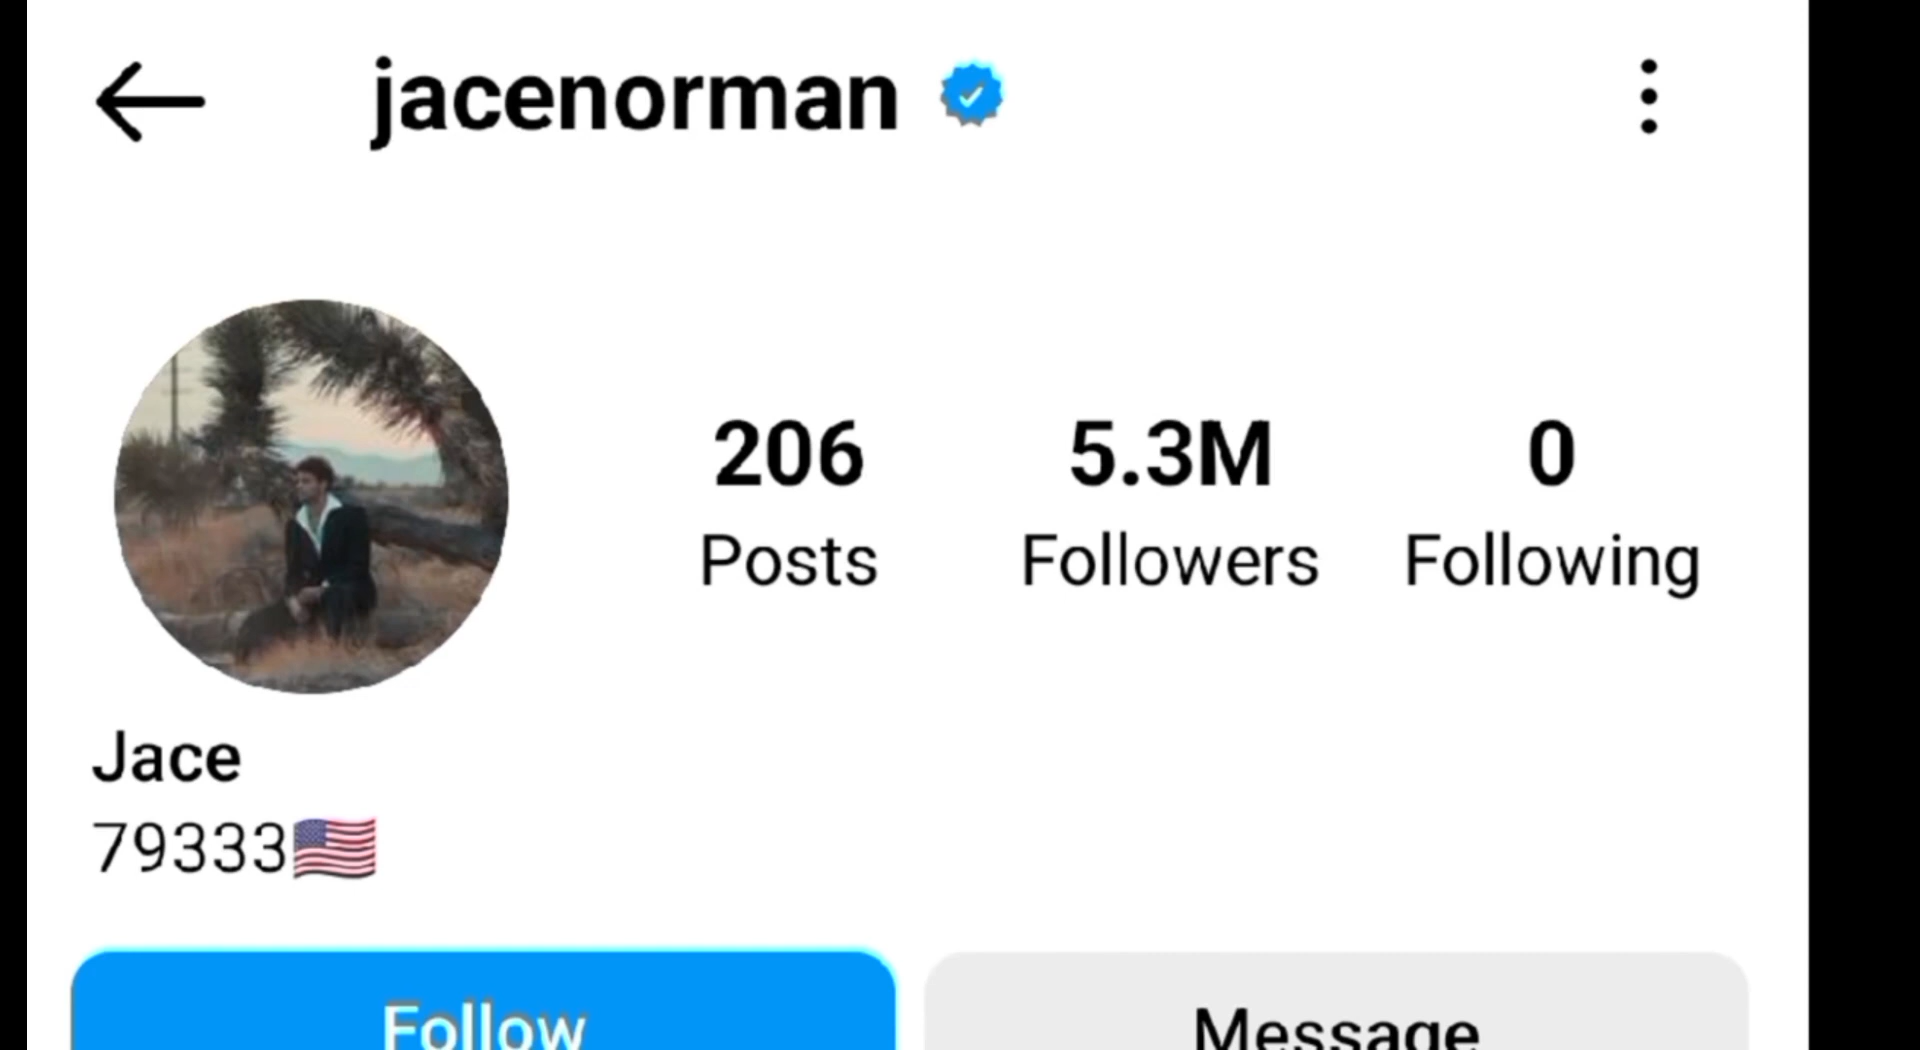 jacenorman
206 5.3M 0
Posts Followers Following
Jace
79333🇺🇸
Follow Message